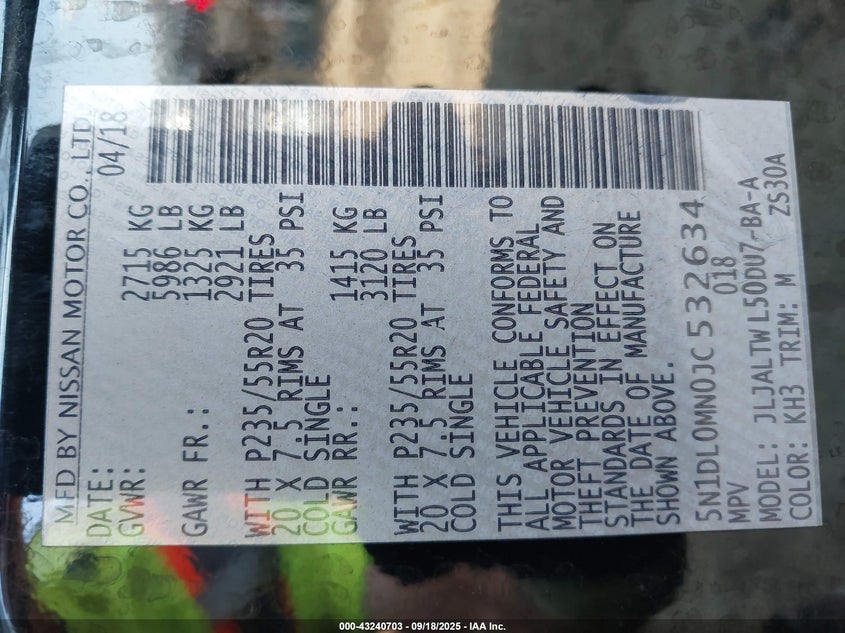 MFD BY NISSAN MOTOR CO., LTD.
DATE: 04/18
GVWR: 2715 KG
5986 LB
GAWR FR.: 1325 KG
2921 LB
WITH P235/55R20 TIRES
20 X 7.5 RIMS AT 35 PSI
COLD SINGLE
GAWR RR.: 1415 KG
3120 LB
WITH P235/55R20 TIRES
20 X 7.5 RIMS AT 35 PSI
COLD SINGLE
THIS VEHICLE CONFORMS TO
ALL APPLICABLE FEDERAL
MOTOR VEHICLE SAFETY AND
THEFT PREVENTION
STANDARDS IN EFFECT ON
THE DATE OF MANUFACTURE
SHOWN ABOVE.
5N1DL0MN0JC532634
MPV 018
MODEL: JLJALTWL50DU7-BA-A
COLOR: KH3 TRIM: M ZS30A
000-43240703 - 09/18/2025 - IAA Inc.